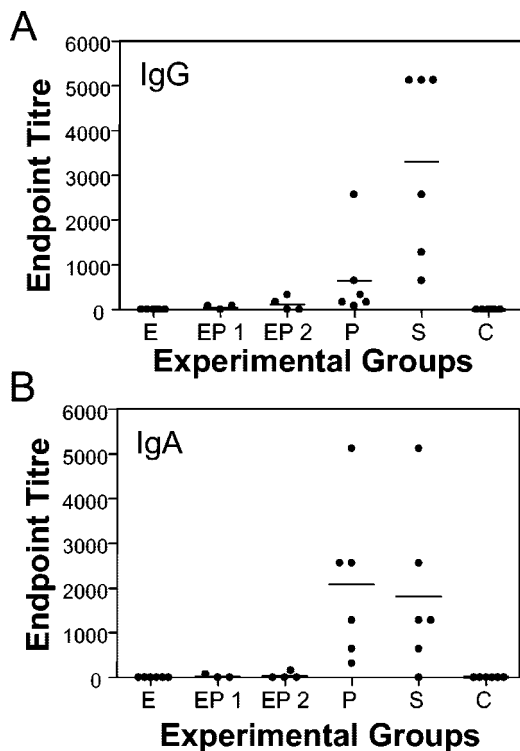 A
IgG
Endpoint Titre
6000
5000
4000
3000
2000
1000
0
E EP 1 EP 2 P S C
Experimental Groups
B
IgA
Endpoint Titre
6000
5000
4000
3000
2000
1000
0
E EP 1 EP 2 P S C
Experimental Groups